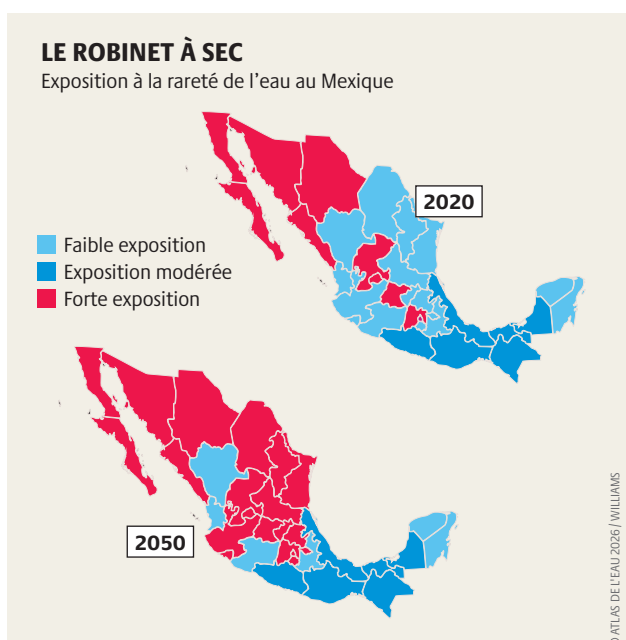 LE ROBINET À SEC
Exposition à la rareté de l'eau au Mexique
2020
Faible exposition
Exposition modérée
Forte exposition
2050
ATLAS DE L'EAU 2026 / WILLIAMS